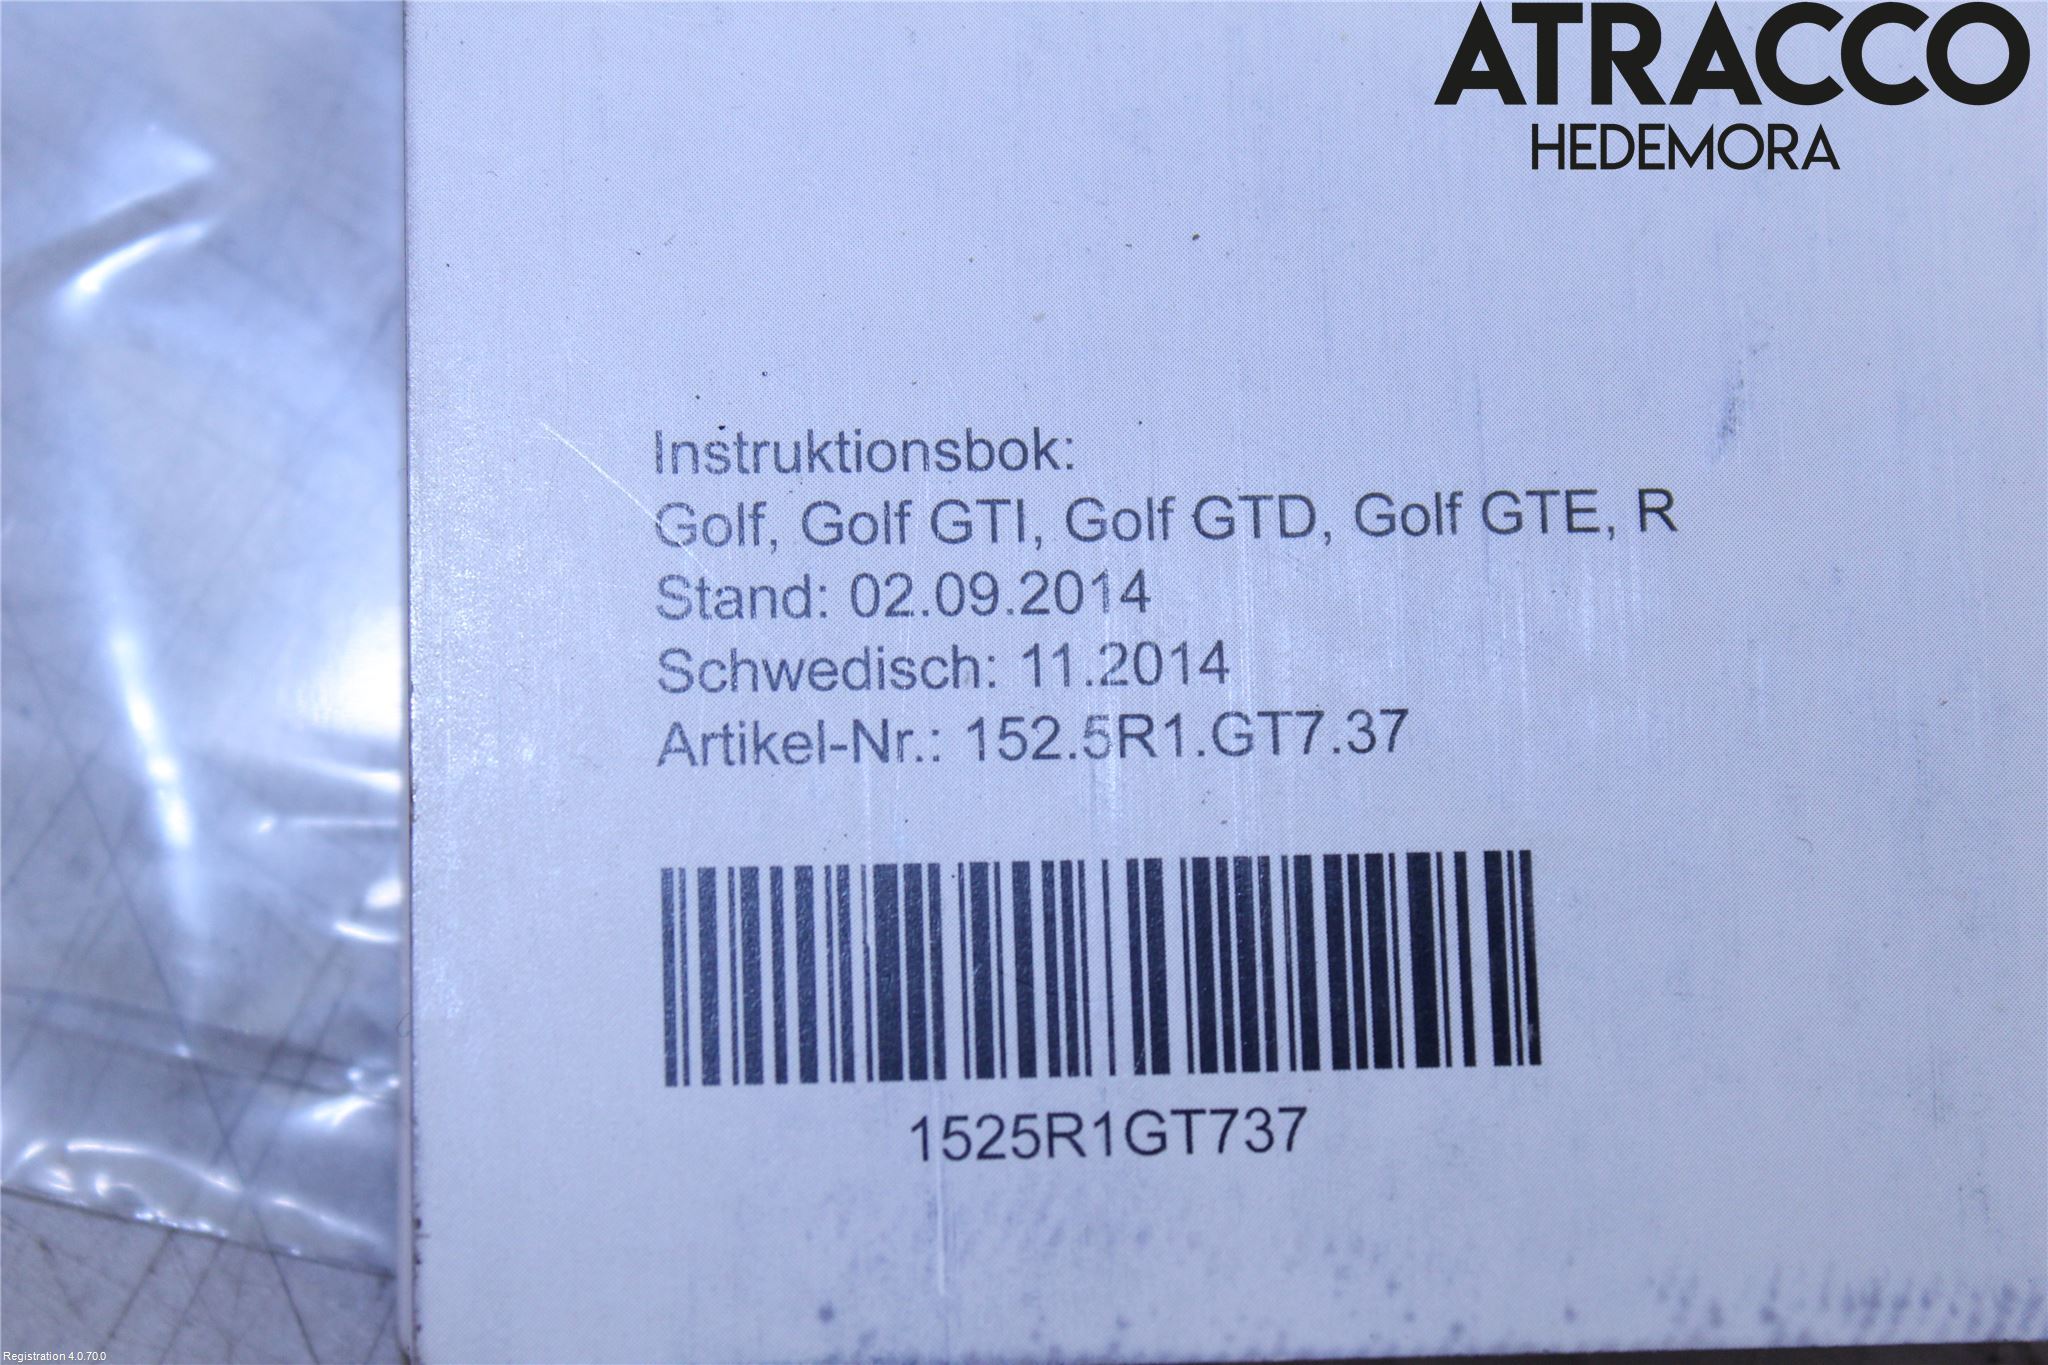 ATRACCO
HEDEMORA
Instruktionsbok:
Golf, Golf GTI, Golf GTD, Golf GTE, R
Stand: 02.09.2014
Schwedisch: 11.2014
Artikel-Nr.: 152.5R1.GT7.37
1525R1GT737
Registration 4.0.70.0